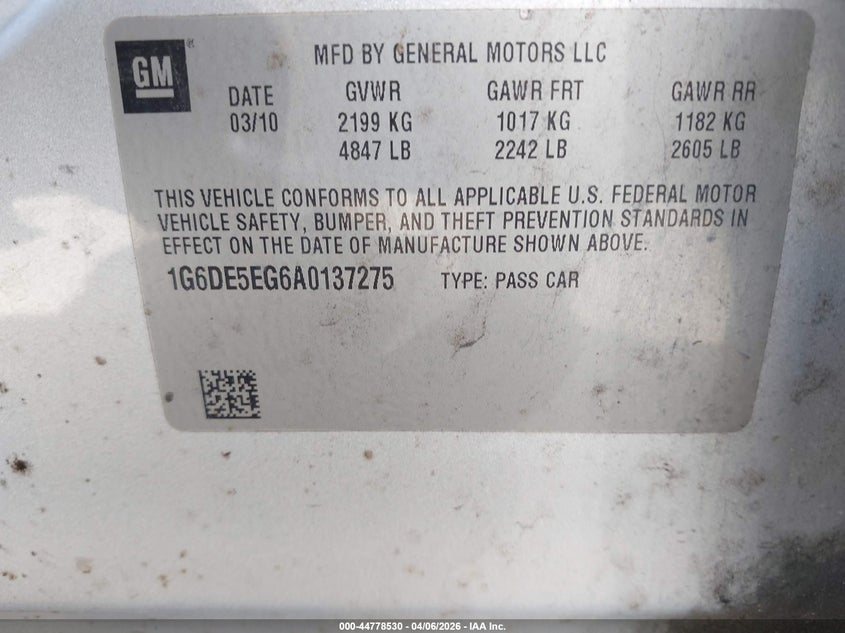 GM ®
MFD BY GENERAL MOTORS LLC
DATE GVWR GAWR FRT GAWR RR
03/10 2199 KG 1017 KG 1182 KG
4847 LB 2242 LB 2605 LB
THIS VEHICLE CONFORMS TO ALL APPLICABLE U.S. FEDERAL MOTOR
VEHICLE SAFETY, BUMPER, AND THEFT PREVENTION STANDARDS IN
EFFECT ON THE DATE OF MANUFACTURE SHOWN ABOVE.
1G6DE5EG6A0137275 TYPE: PASS CAR
000-44778530 - 04/06/2026 - IAA Inc.